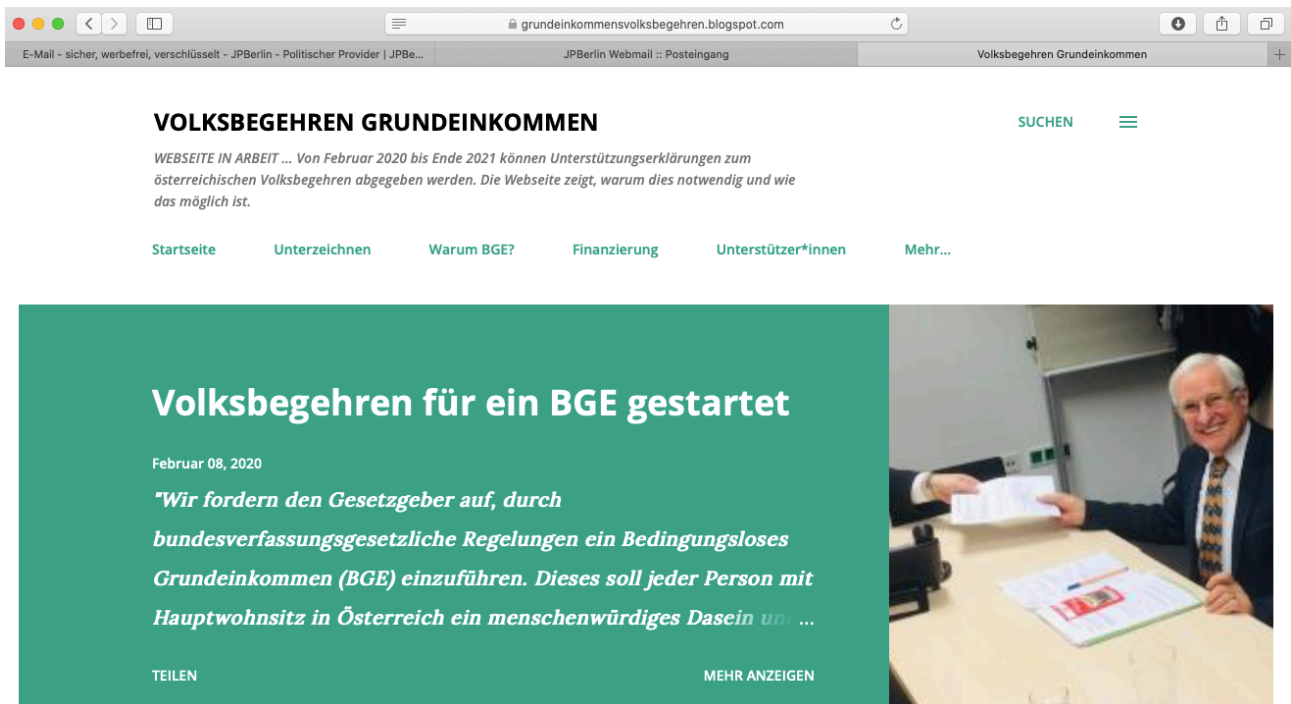 grundeinkommensvolksbegehren.blogspot.com
E-Mail - sicher, werbefrei, verschlüsselt - JPBerlin - Politischer Provider | JPBe...
JPBerlin Webmail :: Posteingang
Volksbegehren Grundeinkommen
VOLKSBEGEHREN GRUNDEINKOMMEN
SUCHEN
WEBSEITE IN ARBEIT ... Von Februar 2020 bis Ende 2021 können Unterstützungserklärungen zum
österreichischen Volksbegehren abgegeben werden. Die Webseite zeigt, warum dies notwendig und wie
das möglich ist.
Startseite Unterzeichnen Warum BGE? Finanzierung Unterstützer*innen Mehr...
Volksbegehren für ein BGE gestartet
Februar 08, 2020
"Wir fordern den Gesetzgeber auf, durch
bundesverfassungsgesetzliche Regelungen ein Bedingungsloses
Grundeinkommen (BGE) einzuführen. Dieses soll jeder Person mit
Hauptwohnsitz in Österreich ein menschenwürdiges Dasein un ...
TEILEN
MEHR ANZEIGEN